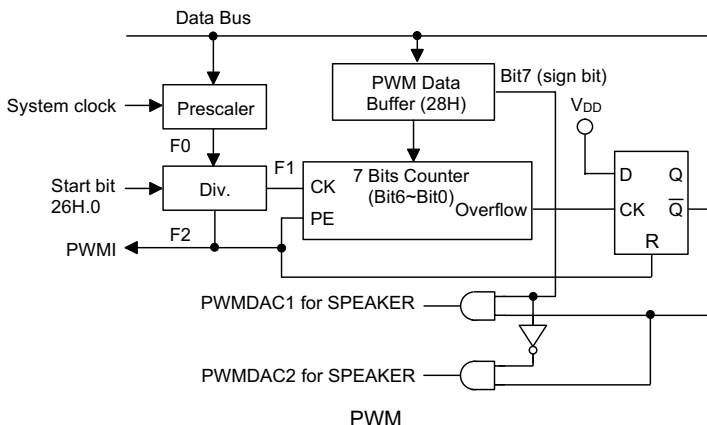 Data Bus
System clock
Prescaler
PWM Data
Buffer (28H)
Bit7 (sign bit)
VDD
F0
F1
Start bit
26H.0
Div.
CK
7 Bits Counter
(Bit6~Bit0)
PE
Overflow
D
Q
CK
Q
R
PWMI
F2
PWMDAC1 for SPEAKER
PWMDAC2 for SPEAKER
PWM